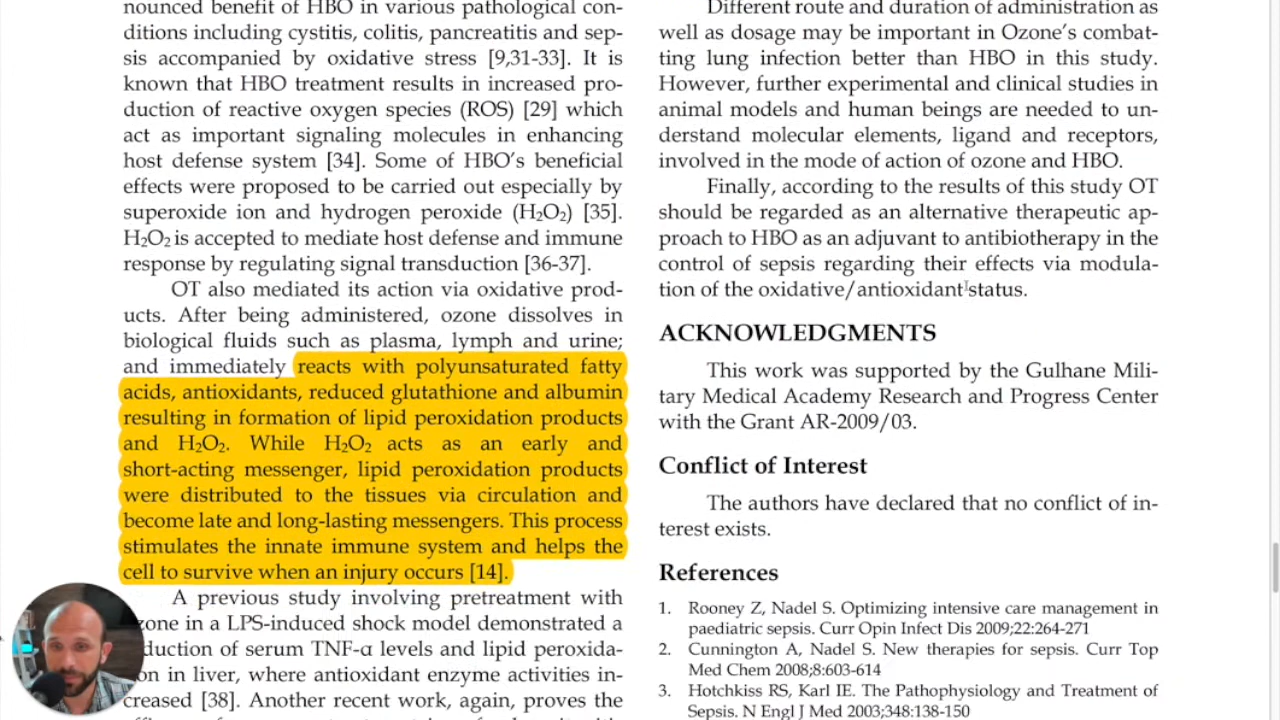 nounced benefit of HBO in various pathological con-
ditions including cystitis, colitis, pancreatitis and sep-
sis accompanied by oxidative stress [9,31-33]. It is
known that HBO treatment results in increased pro-
duction of reactive oxygen species (ROS) [29] which
act as important signaling molecules in enhancing
host defense system [34]. Some of HBO's beneficial
effects were proposed to be carried out especially by
superoxide ion and hydrogen peroxide (H₂O₂) [35].
H₂O₂ is accepted to mediate host defense and immune
response by regulating signal transduction [36-37].
OT also mediated its action via oxidative prod-
ucts. After being administered, ozone dissolves in
biological fluids such as plasma, lymph and urine;
and immediately reacts with polyunsaturated fatty
acids, antioxidants, reduced glutathione and albumin
resulting in formation of lipid peroxidation products
and H₂O₂. While H₂O₂ acts as an early and
short-acting messenger, lipid peroxidation products
were distributed to the tissues via circulation and
become late and long-lasting messengers. This process
stimulates the innate immune system and helps the
cell to survive when an injury occurs [14].
A previous study involving pretreatment with
zone in a LPS-induced shock model demonstrated a
duction of serum TNF-α levels and lipid peroxida-
on in liver, where antioxidant enzyme activities in-
creased [38]. Another recent work, again, proves the
Different route and duration of administration as
well as dosage may be important in Ozone's combat-
ting lung infection better than HBO in this study.
However, further experimental and clinical studies in
animal models and human beings are needed to un-
derstand molecular elements, ligand and receptors,
involved in the mode of action of ozone and HBO.
Finally, according to the results of this study OT
should be regarded as an alternative therapeutic ap-
proach to HBO as an adjuvant to antibiotherapy in the
control of sepsis regarding their effects via modula-
tion of the oxidative/antioxidant status.
ACKNOWLEDGMENTS
This work was supported by the Gulhane Mili-
tary Medical Academy Research and Progress Center
with the Grant AR-2009/03.
Conflict of Interest
The authors have declared that no conflict of in-
terest exists.
References
1. Rooney Z, Nadel S. Optimizing intensive care management in
paediatric sepsis. Curr Opin Infect Dis 2009;22:264-271
2. Cunnington A, Nadel S. New therapies for sepsis. Curr Top
Med Chem 2008;8:603-614
3. Hotchkiss RS, Karl IE. The Pathophysiology and Treatment of
Sepsis. N Engl J Med 2003;348:138-150